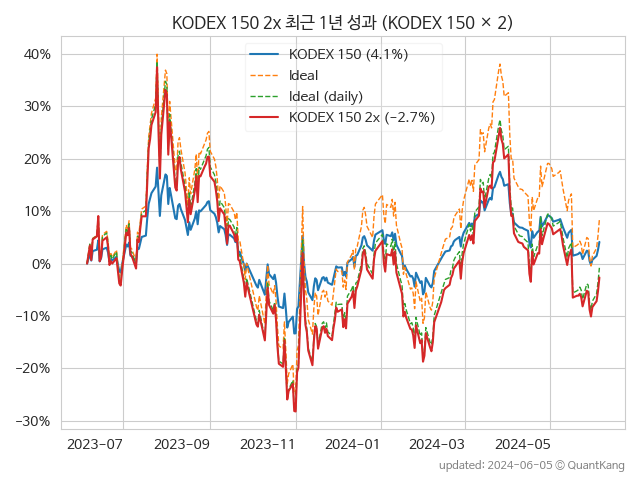 KODEX 150 2x 최근 1년 성과 (KODEX 150 × 2)
KODEX 150 (4.1%)
Ideal
Ideal (daily)
KODEX 150 2x (−2.7%)
40%
30%
20%
10%
0%
−10%
−20%
−30%
2023-07 2023-09 2023-11 2024-01 2024-03 2024-05
updated: 2024-06-05 © QuantKang